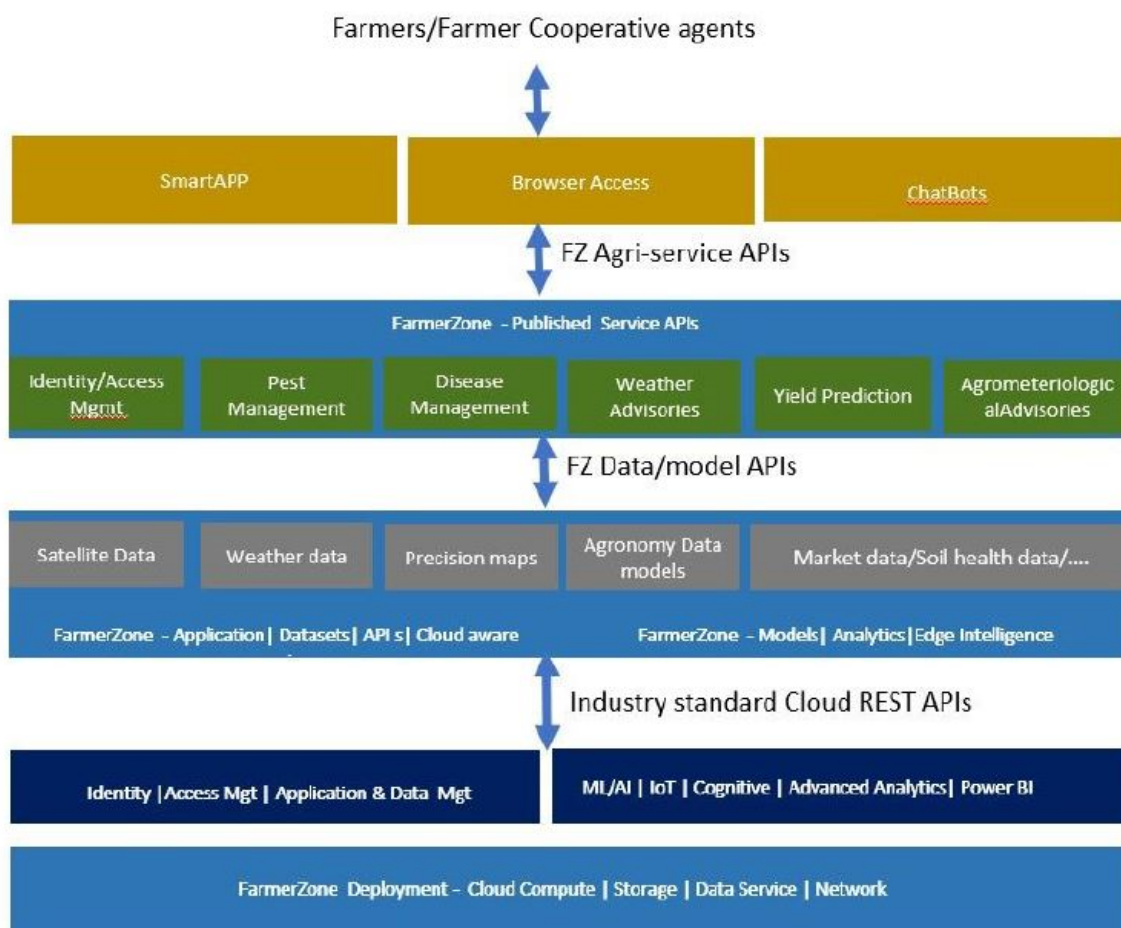 Farmers/Farmer Cooperative agents
SmartAPP
Browser Access
ChatBots
FZ Agri-service APIs
FarmerZone - Published Service APIs
Identity/Access
Mgmt
Pest
Management
Disease
Management
Weather
Advisories
Yield Prediction
Agrometeriologic
alAdvisories
FZ Data/model APIs
Satellite Data
Weather data
Precision maps
Agronomy Data
models
Market data/Soil health data/....
FarmerZone - Application| Datasets| API s| Cloud aware
FarmerZone - Models| Analytics|Edge Intelligence
Industry standard Cloud REST APIs
Identity |Access Mgt | Application & Data Mgt
ML/AI | IoT | Cognitive | Advanced Analytics| Power BI
FarmerZone Deployment - Cloud Compute | Storage | Data Service | Network